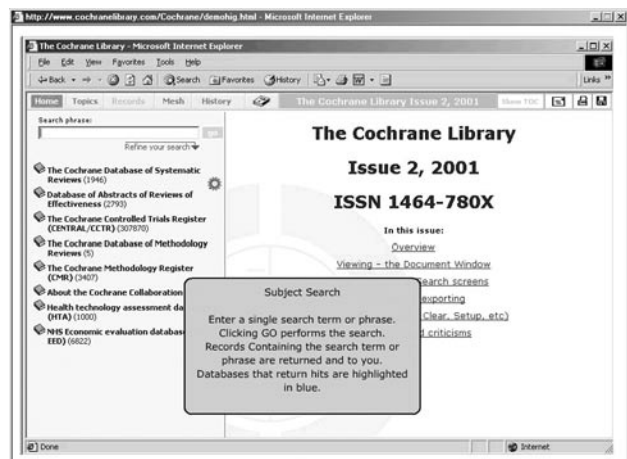 http://www.cochranelibrary.com/Cochrane/demohig.html - Microsoft Internet Explorer
The Cochrane Library - Microsoft Internet Explorer
File Edit View Favorites Tools Help
Back Search Favorites History Links »
Home Topics Records Mesh History The Cochrane Library Issue 2, 2001 Show TOC
Search phrase:
go
Refine your search
The Cochrane Database of Systematic
Reviews (1946)
Database of Abstracts of Reviews of
Effectiveness (2793)
The Cochrane Controlled Trials Register
(CENTRAL/CCTR) (307870)
The Cochrane Database of Methodology
Reviews (5)
The Cochrane Methodology Register
(CMR) (3407)
About the Cochrane Collaboration
Health technology assessment da
(HTA) (1000)
NHS Economic evaluation databas
EED) (6822)
The Cochrane Library
Issue 2, 2001
ISSN 1464-780X
In this issue:
Overview
Viewing - the Document Window
earch screens
exporting
Clear, Setup, etc)
d criticisms
Subject Search
Enter a single search term or phrase.
Clicking GO performs the search.
Records Containing the search term or
phrase are returned and to you.
Databases that return hits are highlighted
in blue.
Done
Internet